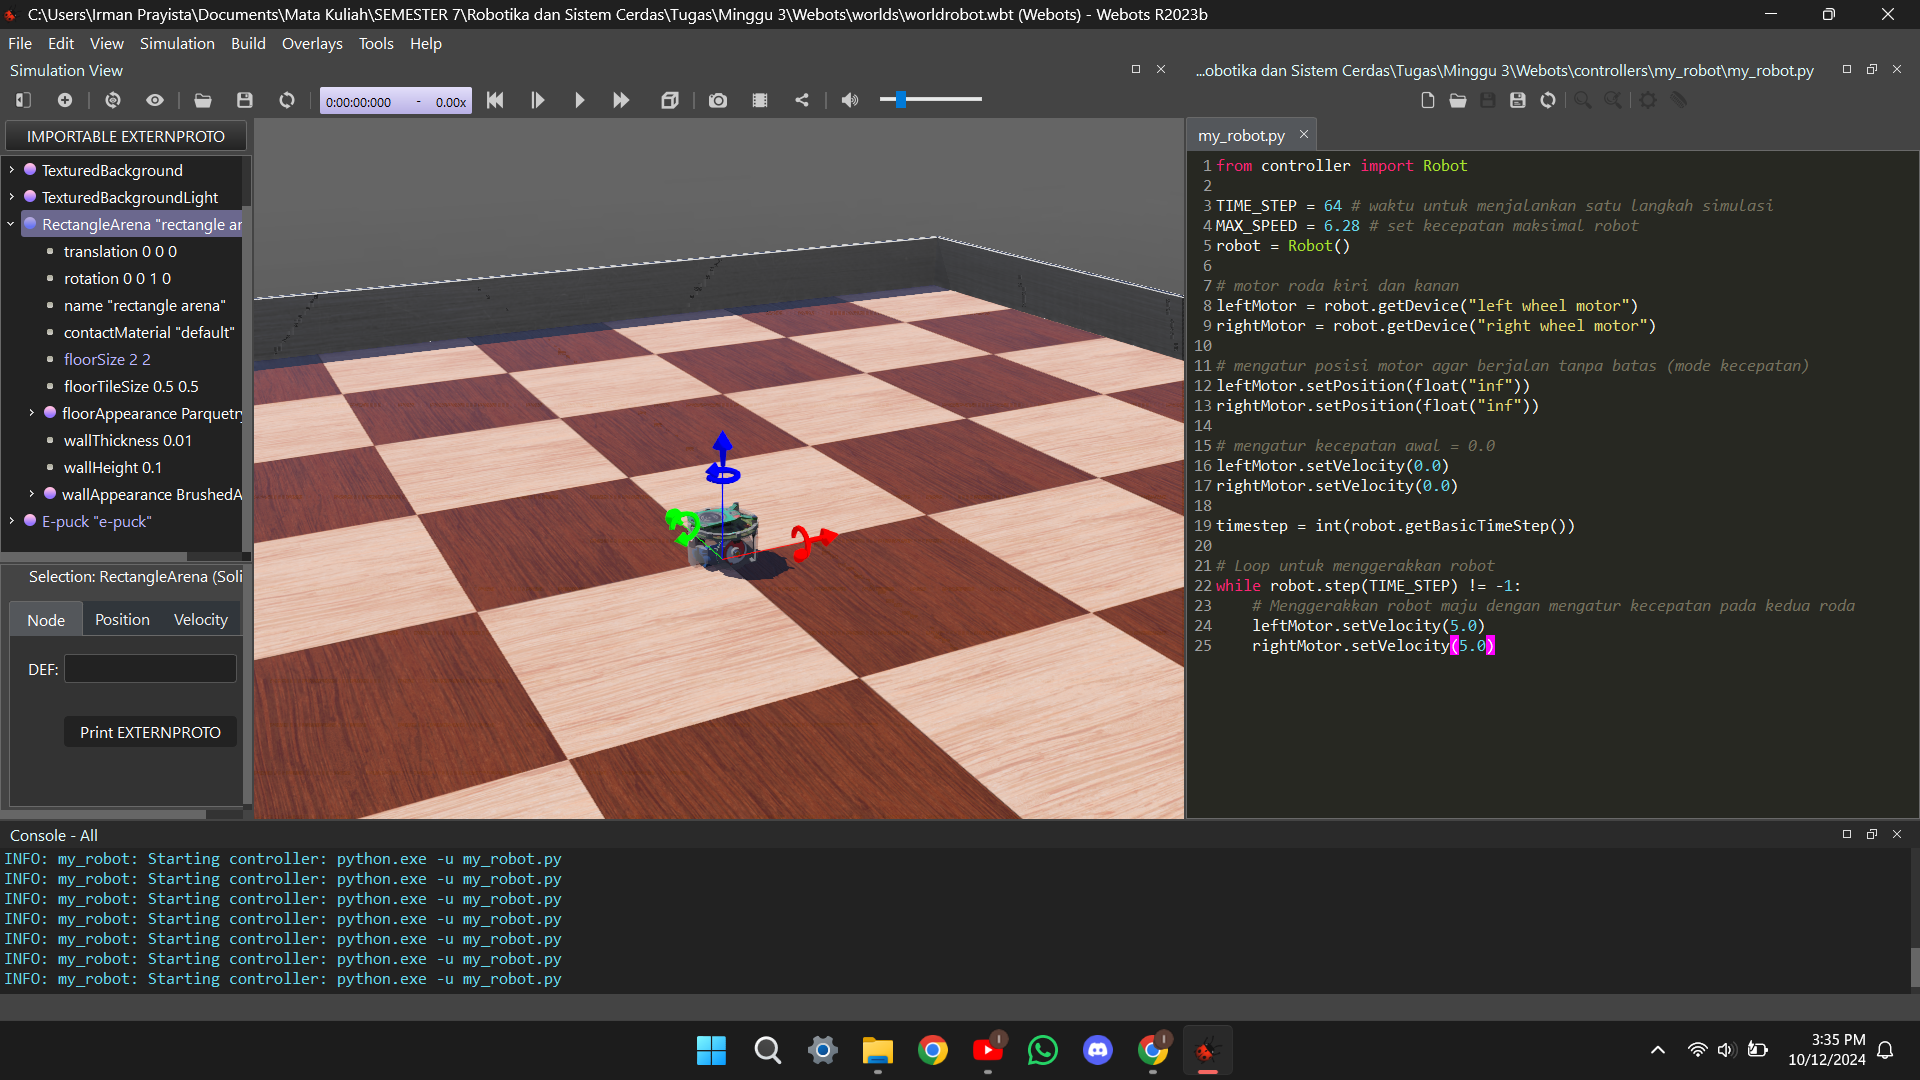 C:\Users\Irman Prayista\Documents\Mata Kuliah\SEMESTER 7\Robotika dan Sistem Cerdas\Tugas\Minggu 3\Webots\worlds\worldrobot.wbt (Webots) - Webots R2023b
File Edit View Simulation Build Overlays Tools Help
Simulation View
0:00:00:000 - 0.00x
IMPORTABLE EXTERNPROTO
TexturedBackground
TexturedBackgroundLight
RectangleArena "rectangle ar
translation 0 0 0
rotation 0 0 1 0
name "rectangle arena"
contactMaterial "default"
floorSize 2 2
floorTileSize 0.5 0.5
floorAppearance Parquetry
wallThickness 0.01
wallHeight 0.1
wallAppearance BrushedA
E-puck "e-puck"
Selection: RectangleArena (Soli
Node Position Velocity
DEF:
Print EXTERNPROTO
...obotika dan Sistem Cerdas\Tugas\Minggu 3\Webots\controllers\my_robot\my_robot.py
my_robot.py
1 from controller import Robot
2
3 TIME_STEP = 64 # waktu untuk menjalankan satu langkah simulasi
4 MAX_SPEED = 6.28 # set kecepatan maksimal robot
5 robot = Robot()
6
7 # motor roda kiri dan kanan
8 leftMotor = robot.getDevice("left wheel motor")
9 rightMotor = robot.getDevice("right wheel motor")
10
11 # mengatur posisi motor agar berjalan tanpa batas (mode kecepatan)
12 leftMotor.setPosition(float("inf"))
13 rightMotor.setPosition(float("inf"))
14
15 # mengatur kecepatan awal = 0.0
16 leftMotor.setVelocity(0.0)
17 rightMotor.setVelocity(0.0)
18
19 timestep = int(robot.getBasicTimeStep())
20
21 # Loop untuk menggerakkan robot
22 while robot.step(TIME_STEP) != -1:
23 # Menggerakkan robot maju dengan mengatur kecepatan pada kedua roda
24 leftMotor.setVelocity(5.0)
25 rightMotor.setVelocity(5.0)
Console - All
INFO: my_robot: Starting controller: python.exe -u my_robot.py
INFO: my_robot: Starting controller: python.exe -u my_robot.py
INFO: my_robot: Starting controller: python.exe -u my_robot.py
INFO: my_robot: Starting controller: python.exe -u my_robot.py
INFO: my_robot: Starting controller: python.exe -u my_robot.py
INFO: my_robot: Starting controller: python.exe -u my_robot.py
INFO: my_robot: Starting controller: python.exe -u my_robot.py
3:35 PM
10/12/2024